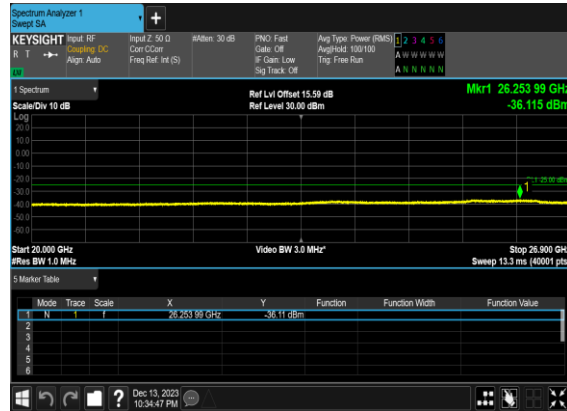 Spectrum Analyzer 1
Swept SA
+
KEYSIGHT Input: RF Input Z: 50 Ω #Atten: 30 dB PNO: Fast Avg Type: Power (RMS) 1 2 3 4 5 6
R T Coupling: DC Corr CCorr Gate: Off Avg|Hold: 100/100 A W W W W W
Align: Auto Freq Ref: Int (S) IF Gain: Low Trig: Free Run
Sig Track: Off A N N N N N
1 Spectrum Ref Lvl Offset 15.59 dB Mkr1 26.253 99 GHz
Scale/Div 10 dB Ref Level 30.00 dBm -36.115 dBm
Log
20.0
10.0
0.00
-10.0
-20.0
DL1 -25.00 dBm
-30.0
1
-40.0
-50.0
-60.0
Start 20.000 GHz Video BW 3.0 MHz* Stop 26.900 GHz
#Res BW 1.0 MHz Sweep 13.3 ms (40001 pts)
5 Marker Table
Mode Trace Scale X Y Function Function Width Function Value
1 N 1 f 26.253 99 GHz -36.11 dBm
2
3
4
5
6
? Dec 13, 2023
10:34:47 PM